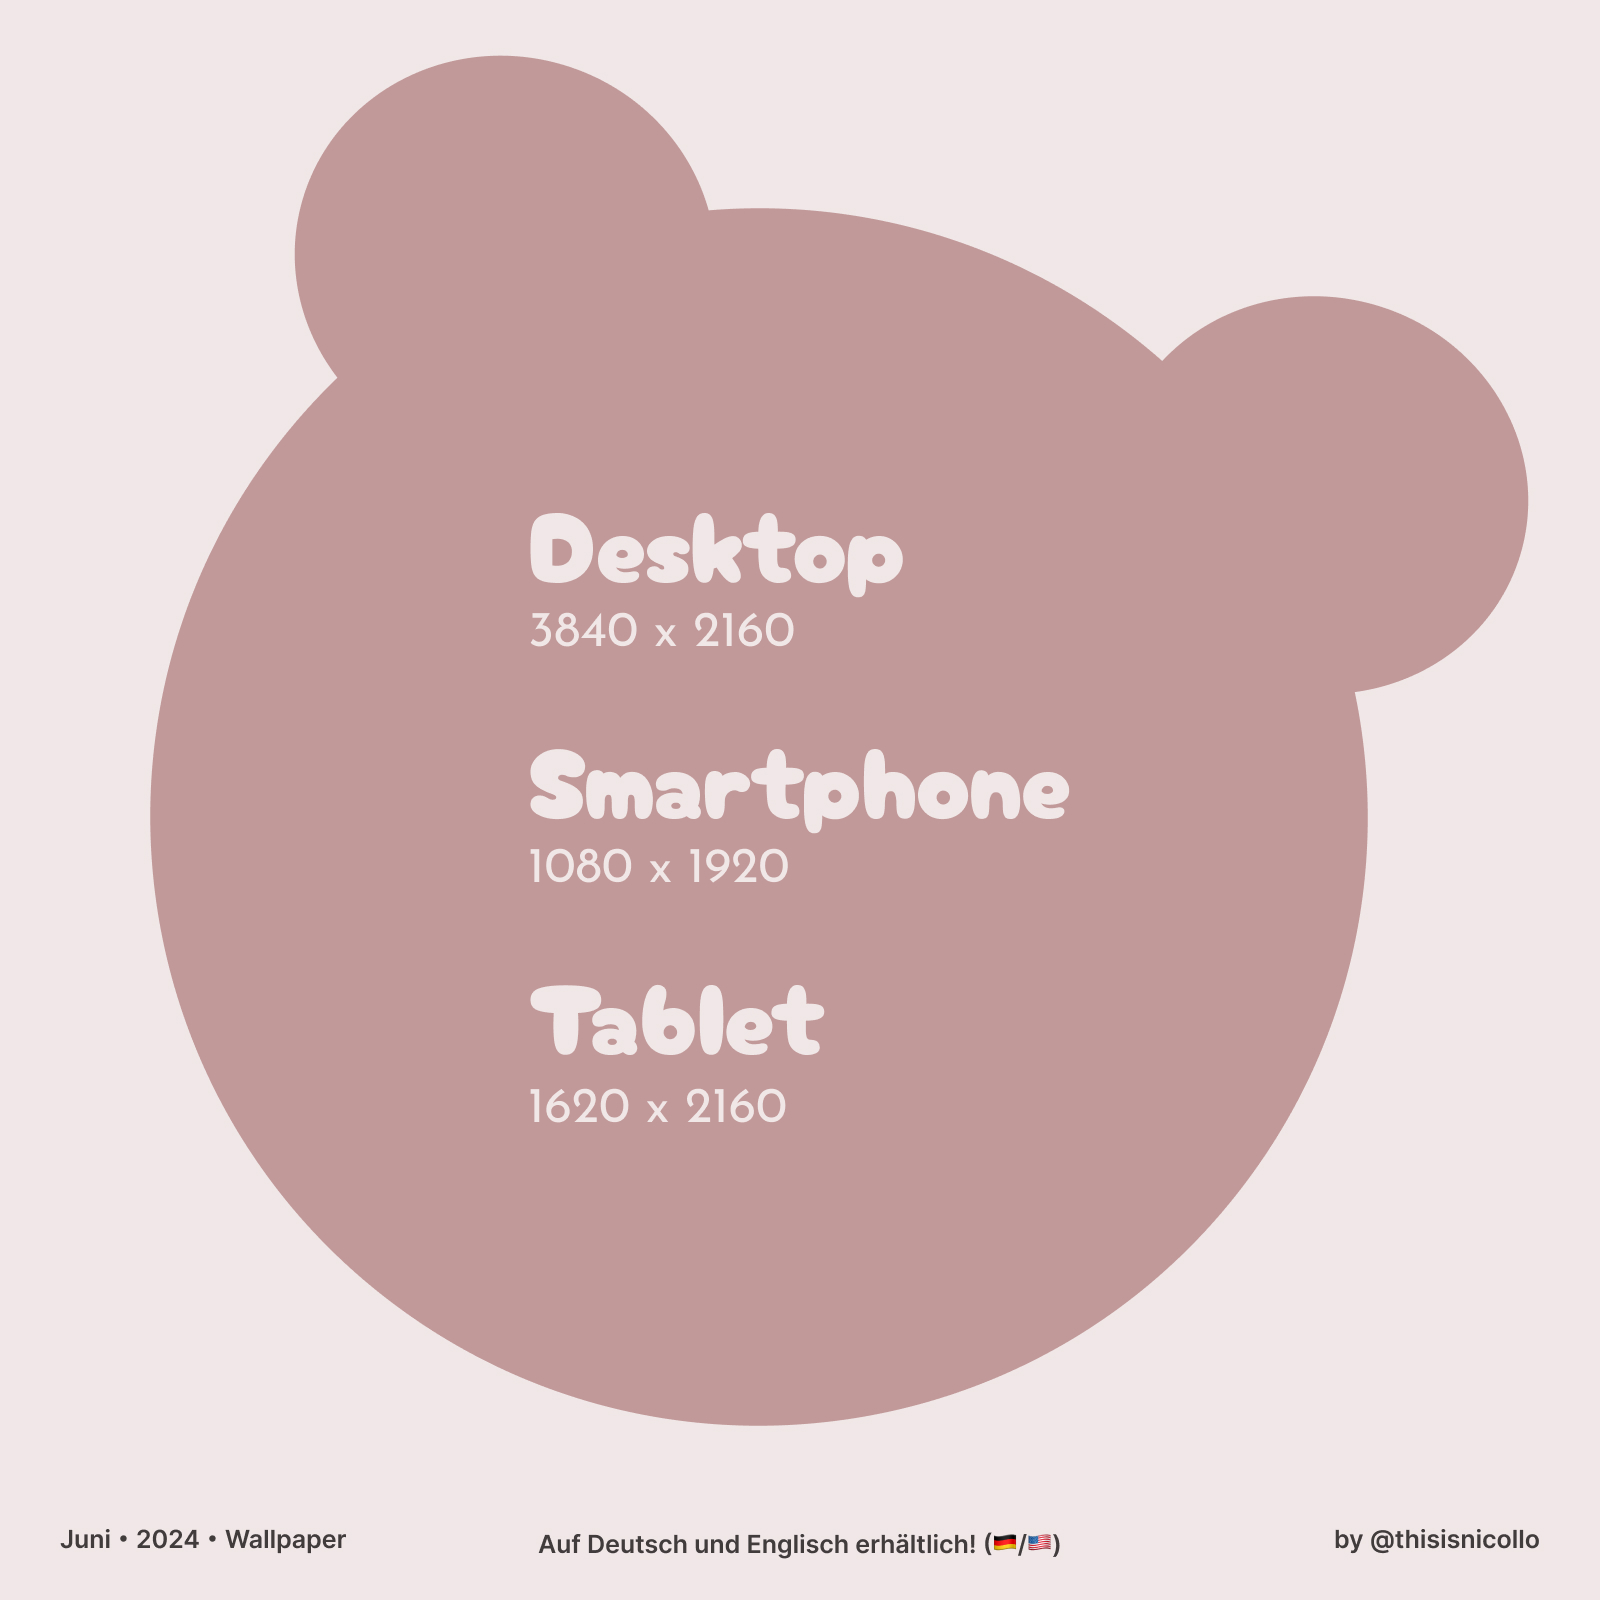 Desktop
3840 x 2160
Smartphone
1080 x 1920
Tablet
1620 x 2160
Juni • 2024 • Wallpaper
Auf Deutsch und Englisch erhältlich! (🇩🇪/🇺🇸)
by @thisisnicollo